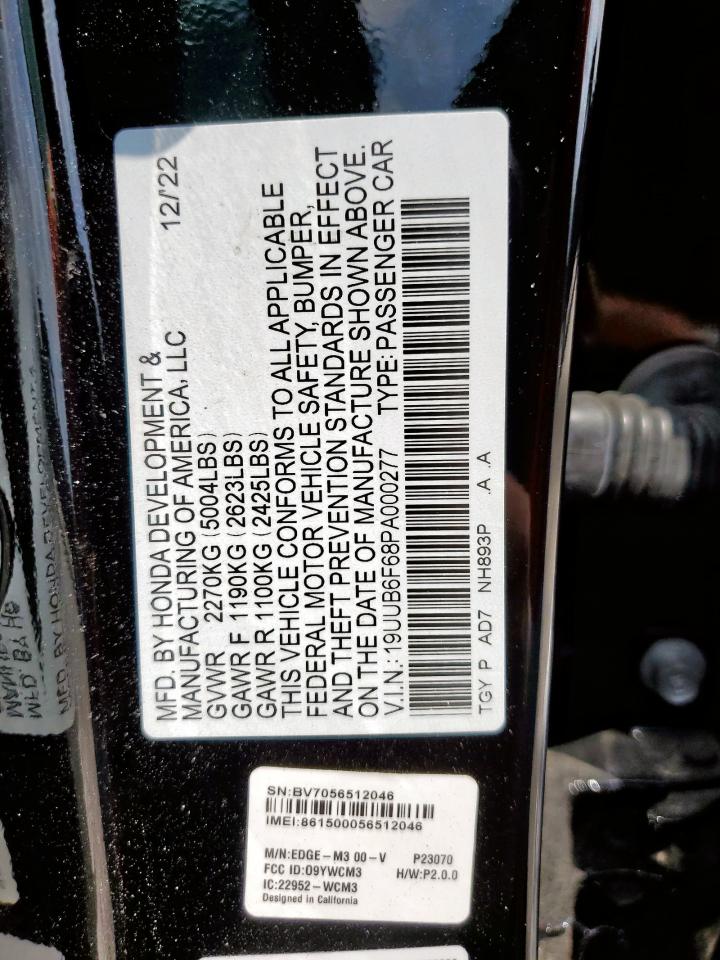 MFD. BY HONDA DEVELOPMENT &
MANUFACTURING OF AMERICA, LLC 12/'22
GVWR 2270KG (5004LBS)
GAWR F 1190KG (2623LBS)
GAWR R 1100KG (2425LBS)
THIS VEHICLE CONFORMS TO ALL APPLICABLE
FEDERAL MOTOR VEHICLE SAFETY, BUMPER,
AND THEFT PREVENTION STANDARDS IN EFFECT
ON THE DATE OF MANUFACTURE SHOWN ABOVE.
V.I.N.: 19UUB6F68PA000277 TYPE: PASSENGER CAR
TGY P AD7 NH893P .A .A
SN:BV7056512046
IMEI:861500056512046
M/N:EDGE-M3 00-V P23070
FCC ID:O9YWCM3 H/W:P2.0.0
IC:22952-WCM3
Designed in California